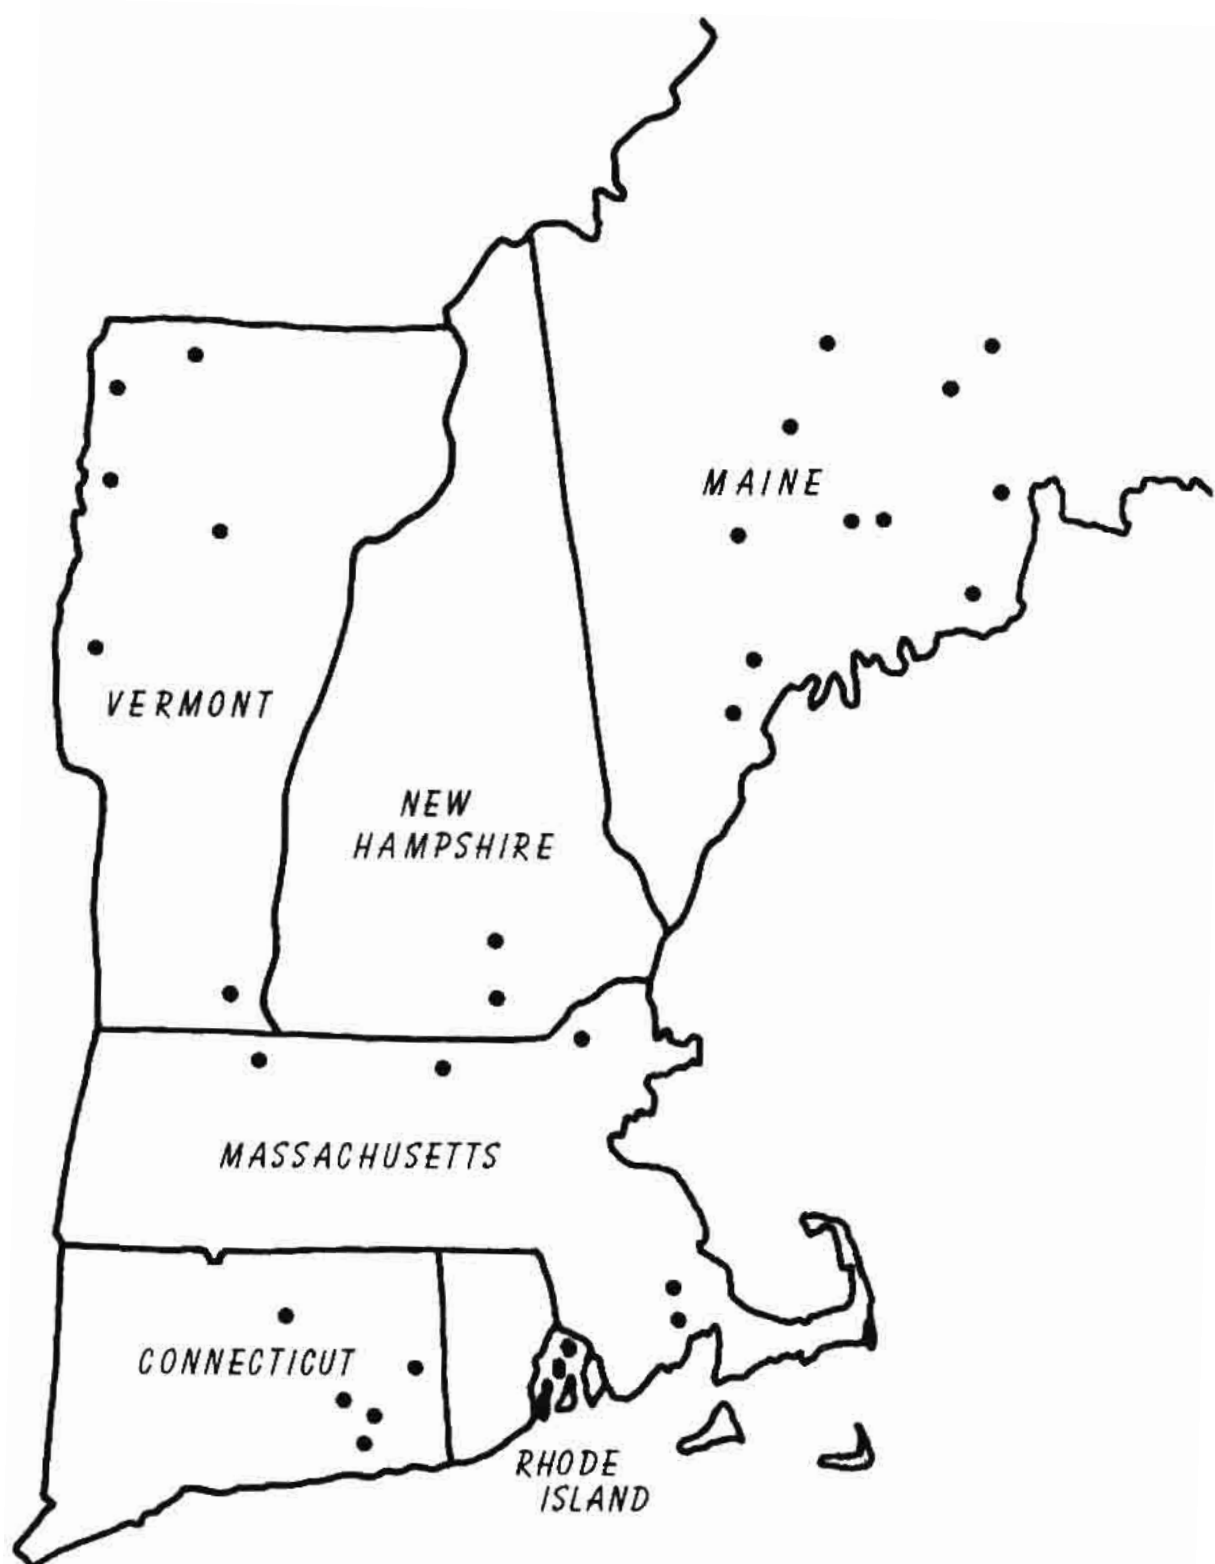 MAINE
VERMONT
NEW
HAMPSHIRE
MASSACHUSETTS
CONNECTICUT
RHODE
ISLAND